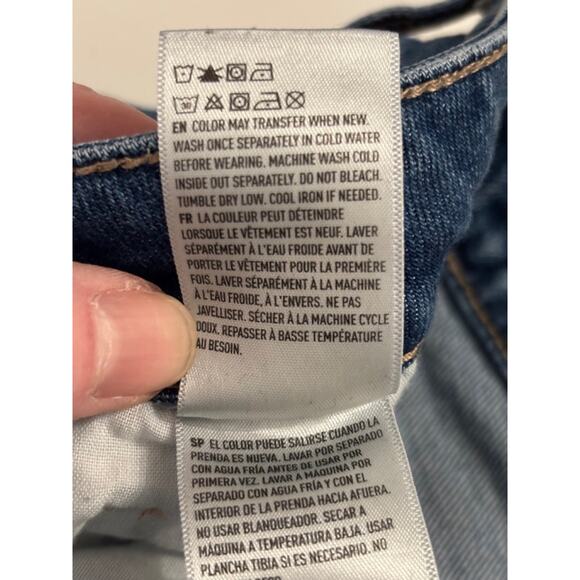 30
EN COLOR MAY TRANSFER WHEN NEW.
WASH ONCE SEPARATELY IN COLD WATER
BEFORE WEARING. MACHINE WASH COLD
INSIDE OUT SEPARATELY. DO NOT BLEACH.
TUMBLE DRY LOW. COOL IRON IF NEEDED.
FR LA COULEUR PEUT DÉTEINDRE
LORSQUE LE VÊTEMENT EST NEUF. LAVER
SÉPARÉMENT À L'EAU FROIDE AVANT DE
PORTER LE VÊTEMENT POUR LA PREMIÈRE
FOIS. LAVER SÉPARÉMENT À LA MACHINE
À L'EAU FROIDE, À L'ENVERS. NE PAS
JAVELLISER. SÉCHER À LA MACHINE CYCLE
DOUX. REPASSER À BASSE TEMPÉRATURE
AU BESOIN.
SP EL COLOR PUEDE SALIRSE CUANDO LA
PRENDA ES NUEVA. LAVAR POR SEPARADO
CON AGUA FRÍA ANTES DE USAR POR
PRIMERA VEZ. LAVAR A MÁQUINA POR
SEPARADO CON AGUA FRÍA Y CON EL
INTERIOR DE LA PRENDA HACIA AFUERA.
NO USAR BLANQUEADOR. SECAR A
MÁQUINA A TEMPERATURA BAJA. USAR
PLANCHA TIBIA SI ES NECESARIO. NO